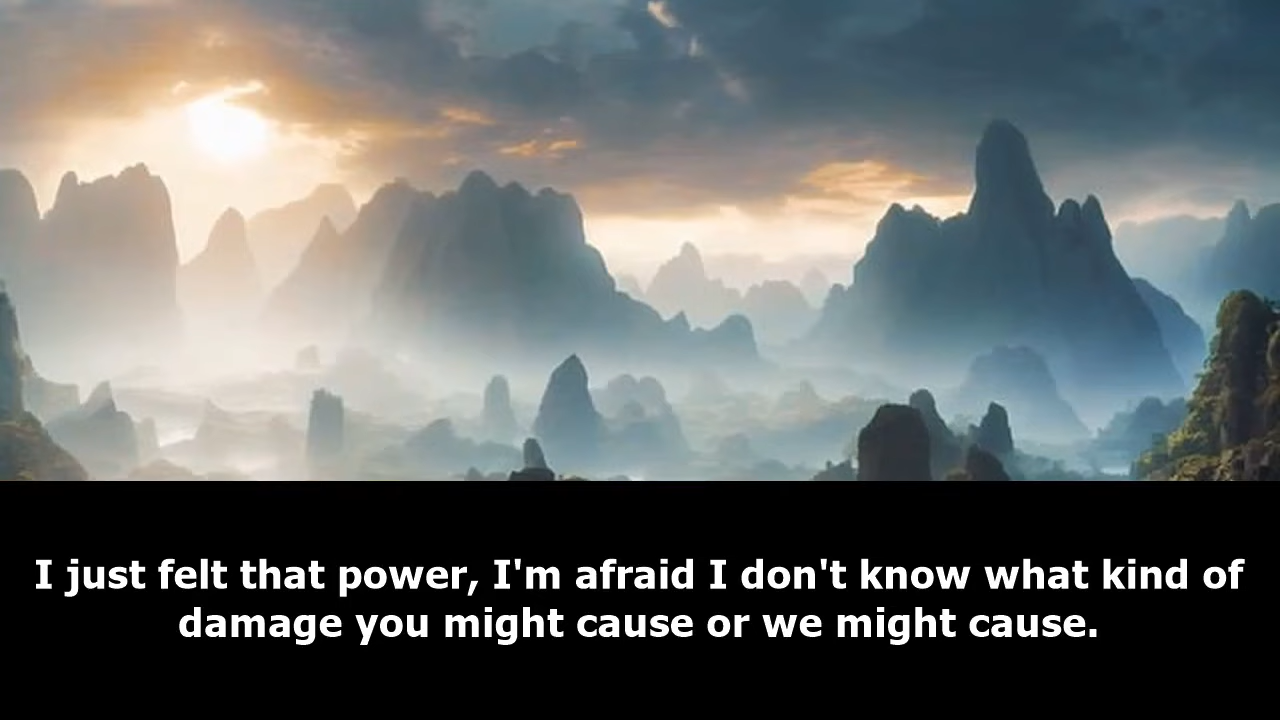 I just felt that power, I'm afraid I don't know what kind of
damage you might cause or we might cause.